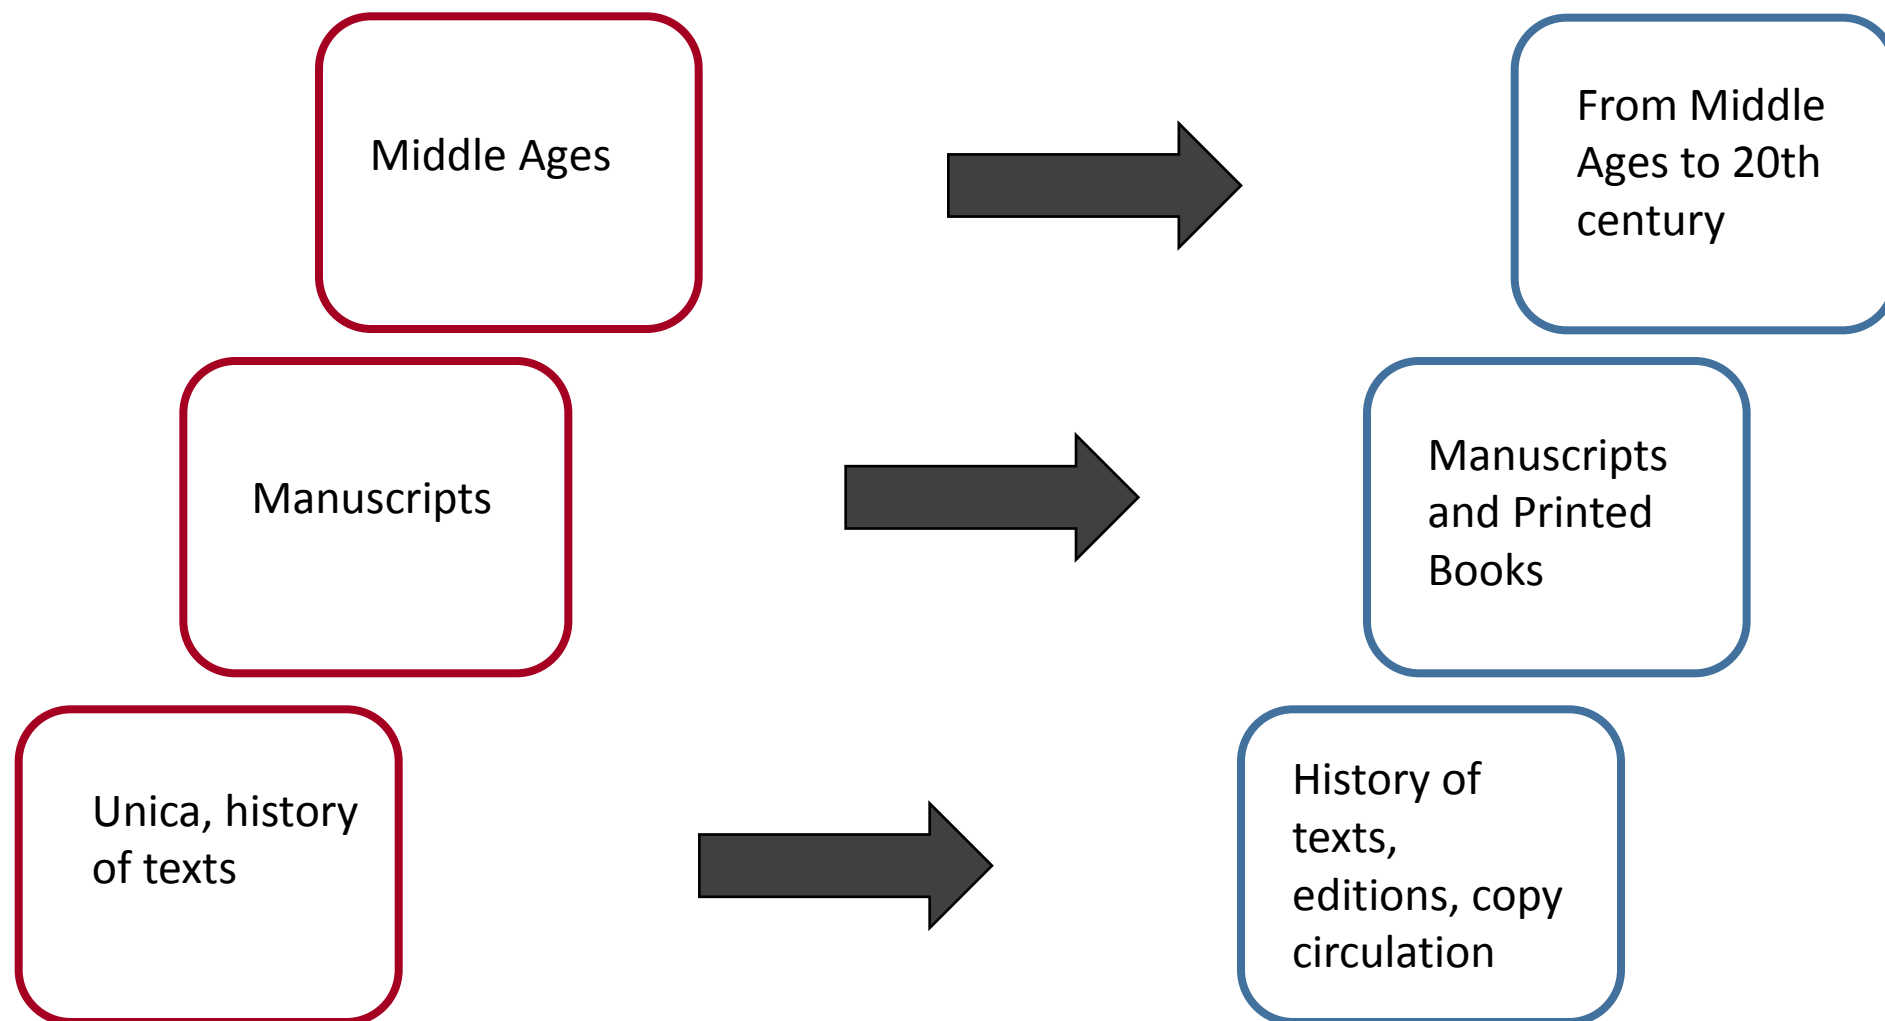 Middle Ages
From Middle
Ages to 20th
century
Manuscripts
Manuscripts
and Printed
Books
Unica, history
of texts
History of
texts,
editions, copy
circulation